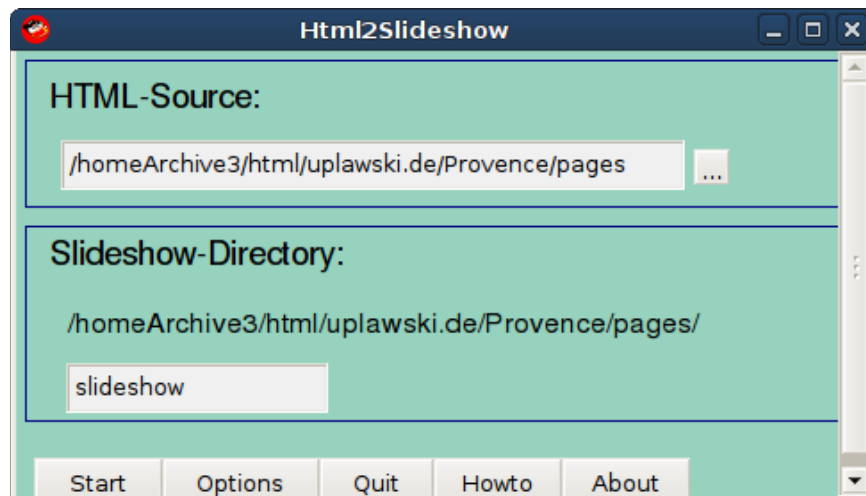 Html2Slideshow
HTML-Source:
/homeArchive3/html/uplawski.de/Provence/pages
...
Slideshow-Directory:
/homeArchive3/html/uplawski.de/Provence/pages/
slideshow
Start Options Quit Howto About